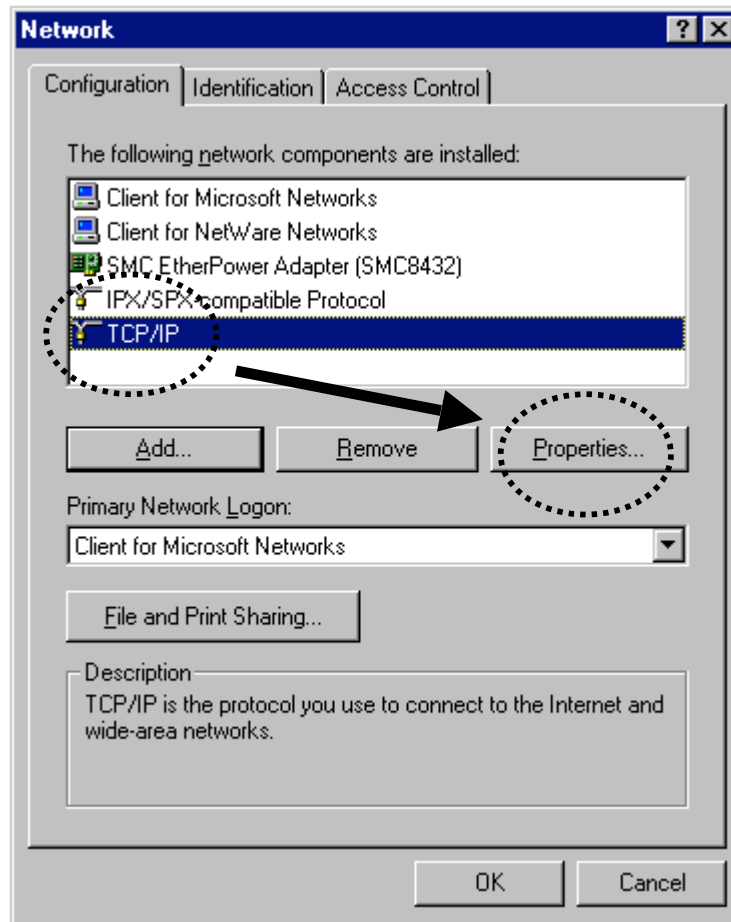 Network
Configuration Identification Access Control
The following network components are installed:
Client for Microsoft Networks
Client for NetWare Networks
SMC EtherPower Adapter (SMC8432)
IPX/SPX-compatible Protocol
TCP/IP
Add... Remove Properties...
Primary Network Logon:
Client for Microsoft Networks
File and Print Sharing...
Description
TCP/IP is the protocol you use to connect to the Internet and
wide-area networks.
OK Cancel